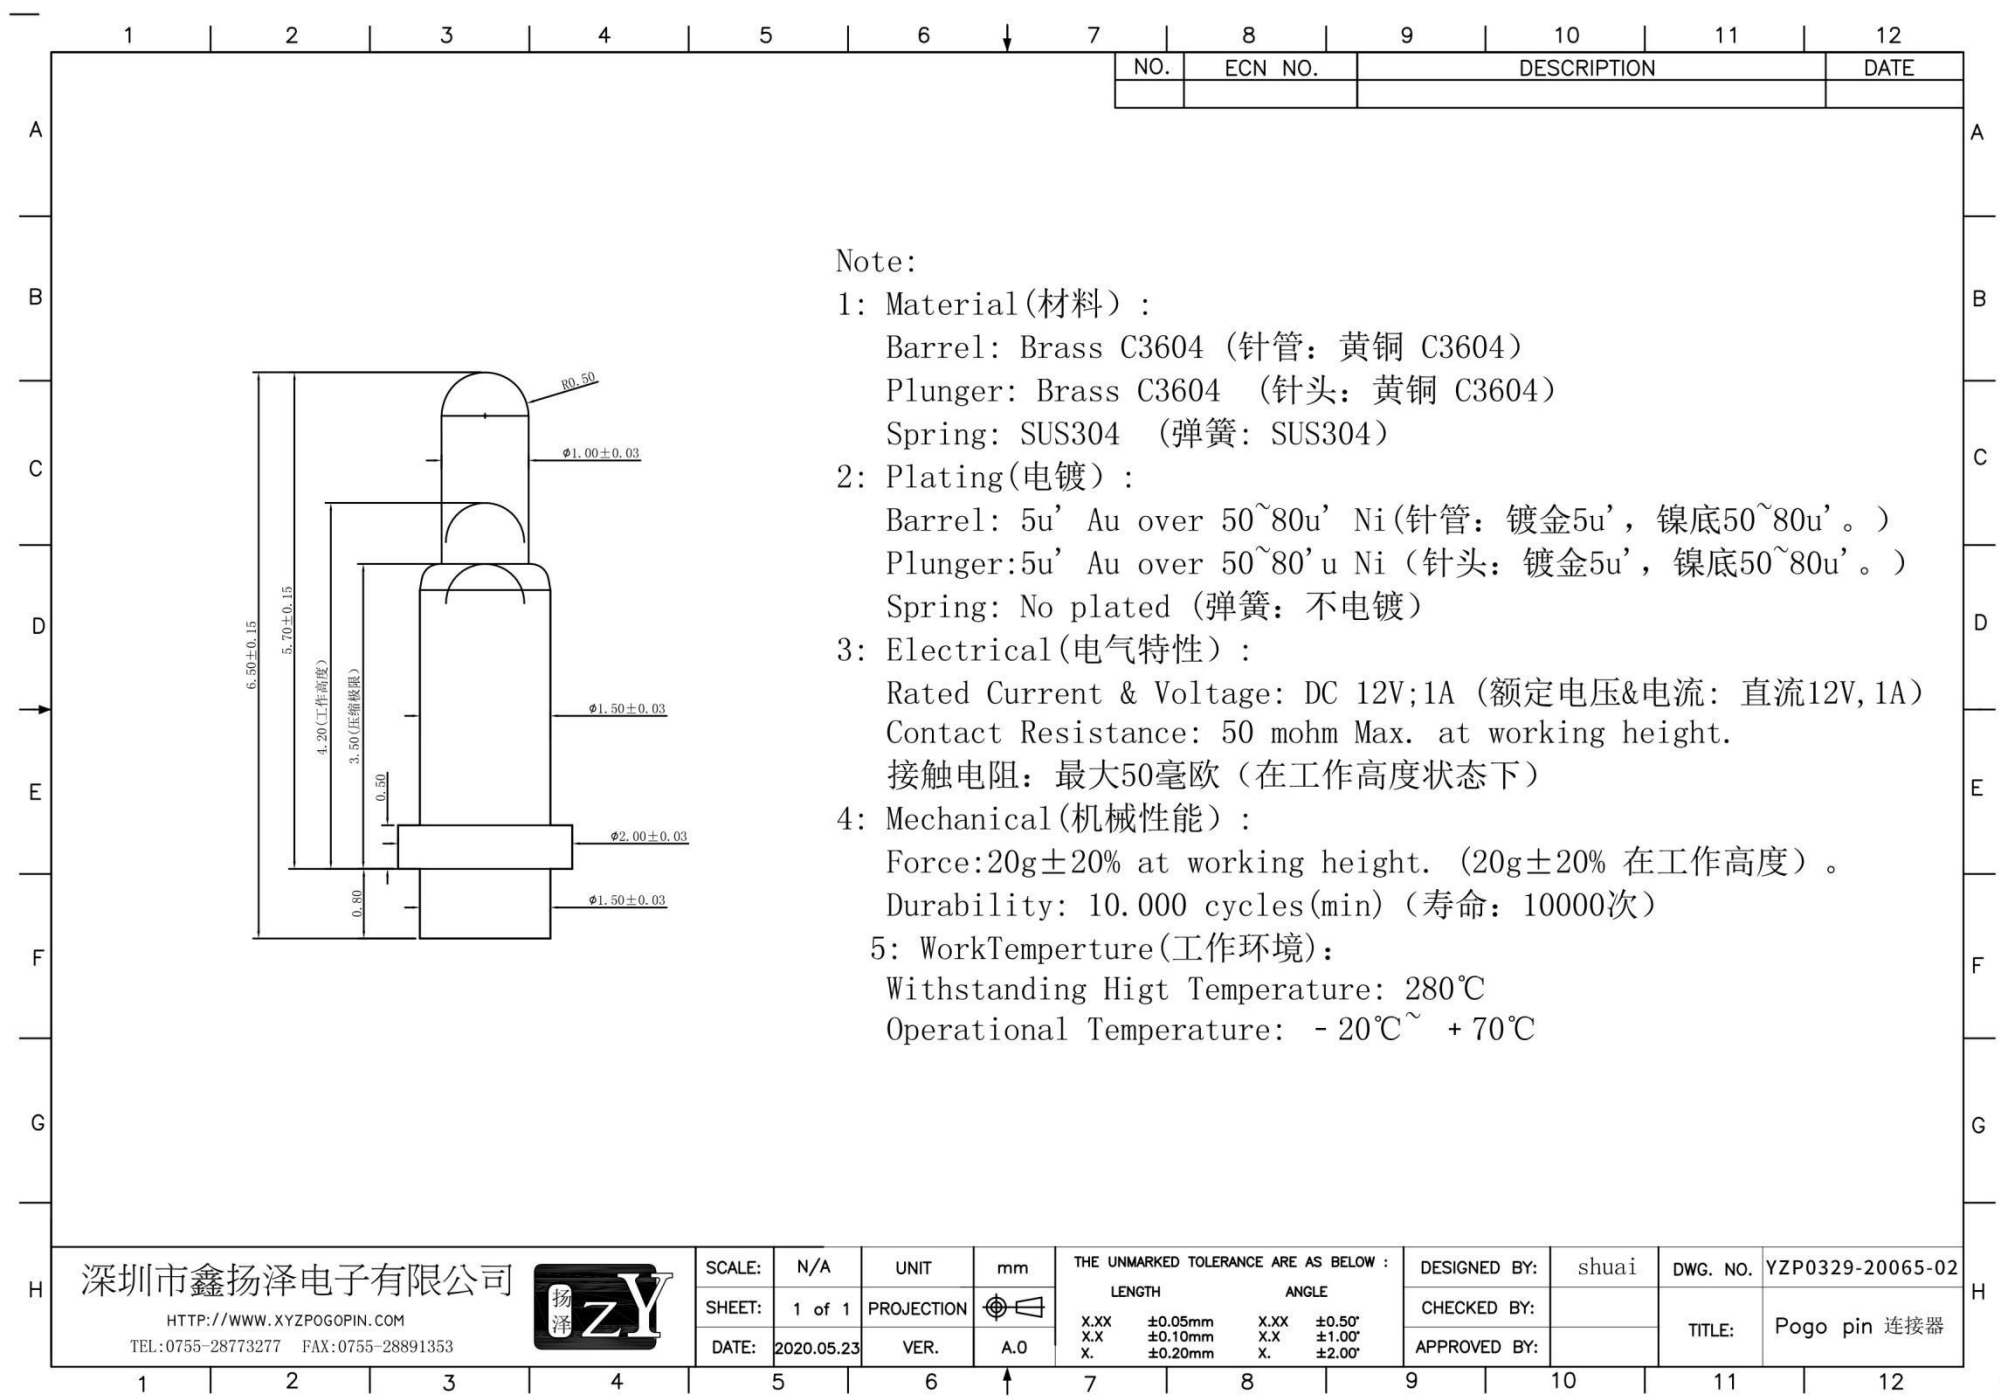 1 2 3 4 5 6 7 8 9 10 11 12
NO. ECN NO. DESCRIPTION DATE
A A
B B
C C
D D
E E
F F
G G
H H
R0.50
φ1.00±0.03
6.50±0.15
5.70±0.15
4.20(工作高度)
3.50(压缩极限)
φ1.50±0.03
0.50
φ2.00±0.03
0.80
φ1.50±0.03
Note:
1: Material(材料）:
Barrel: Brass C3604 (针管：黄铜 C3604）
Plunger: Brass C3604 （针头：黄铜 C3604）
Spring: SUS304 （弹簧: SUS304）
2: Plating(电镀）:
Barrel: 5u' Au over 50~80u' Ni(针管：镀金5u'，镍底50~80u'。)
Plunger:5u' Au over 50~80'u Ni（针头：镀金5u'，镍底50~80u'。)
Spring: No plated (弹簧：不电镀）
3: Electrical(电气特性）:
Rated Current & Voltage: DC 12V;1A (额定电压&电流: 直流12V,1A）
Contact Resistance: 50 mohm Max. at working height.
接触电阻：最大50毫欧（在工作高度状态下）
4: Mechanical(机械性能）:
Force:20g±20% at working height. (20g±20% 在工作高度）。
Durability: 10.000 cycles(min)（寿命：10000次）
5: WorkTemperture(工作环境)：
Withstanding Higt Temperature: 280℃
Operational Temperature: -20℃~ +70℃
深圳市鑫扬泽电子有限公司
HTTP://WWW.XYZPOGOPIN.COM
TEL:0755-28773277 FAX:0755-28891353
扬泽 ZY
SCALE: N/A UNIT mm
SHEET: 1 of 1 PROJECTION
DATE: 2020.05.23 VER. A.0
THE UNMARKED TOLERANCE ARE AS BELOW :
LENGTH ANGLE
X.XX ±0.05mm X.XX ±0.50°
X.X ±0.10mm X.X ±1.00°
X. ±0.20mm X. ±2.00°
DESIGNED BY: shuai
CHECKED BY:
APPROVED BY:
DWG. NO. YZP0329-20065-02
TITLE: Pogo pin 连接器
1 2 3 4 5 6 7 8 9 10 11 12